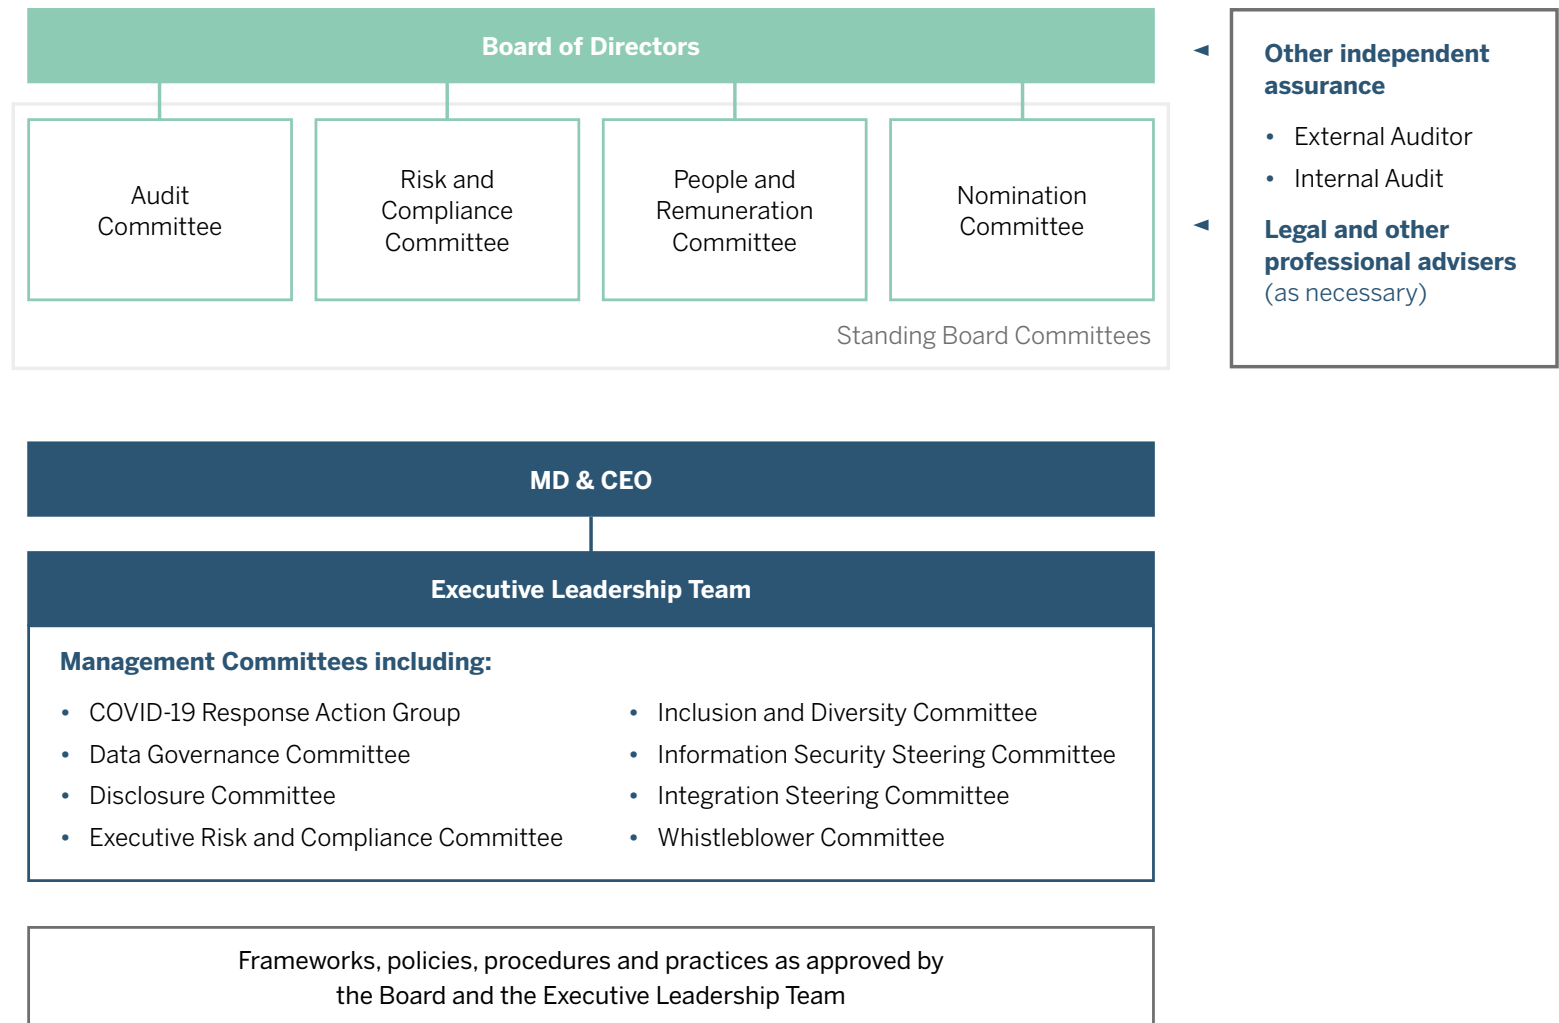 Board of Directors
Audit
Committee
Risk and
Compliance
Committee
People and
Remuneration
Committee
Nomination
Committee
Standing Board Committees
Other independent
assurance
• External Auditor
• Internal Audit
Legal and other
professional advisers
(as necessary)
MD & CEO
Executive Leadership Team
Management Committees including:
• COVID-19 Response Action Group
• Data Governance Committee
• Disclosure Committee
• Executive Risk and Compliance Committee
• Inclusion and Diversity Committee
• Information Security Steering Committee
• Integration Steering Committee
• Whistleblower Committee
Frameworks, policies, procedures and practices as approved by
the Board and the Executive Leadership Team